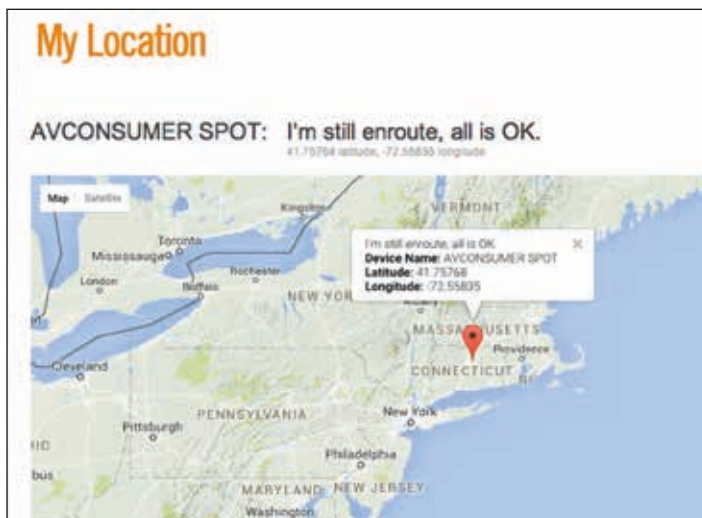 My Location
AVCONSUMER SPOT: I'm still enroute, all is OK.
41.75768 latitude, -72.55835 longitude
Map Satellite
Kingston
VERMONT
Toronto
Mississauga
London
Rochester
Buffalo
NEW YOR
I'm still enroute, all is OK
Device Name: AVCONSUMER SPOT
Latitude: 41.75768
Longitude: -72.55835
Albany
MASSACHUSETTS
Providence
Cleveland
CONNECTICUT
RI
PENNSYLVANIA
New York
Pittsburgh
HIO
Philadelphia
bus
MARYLAND
NEW JERSEY
Washington